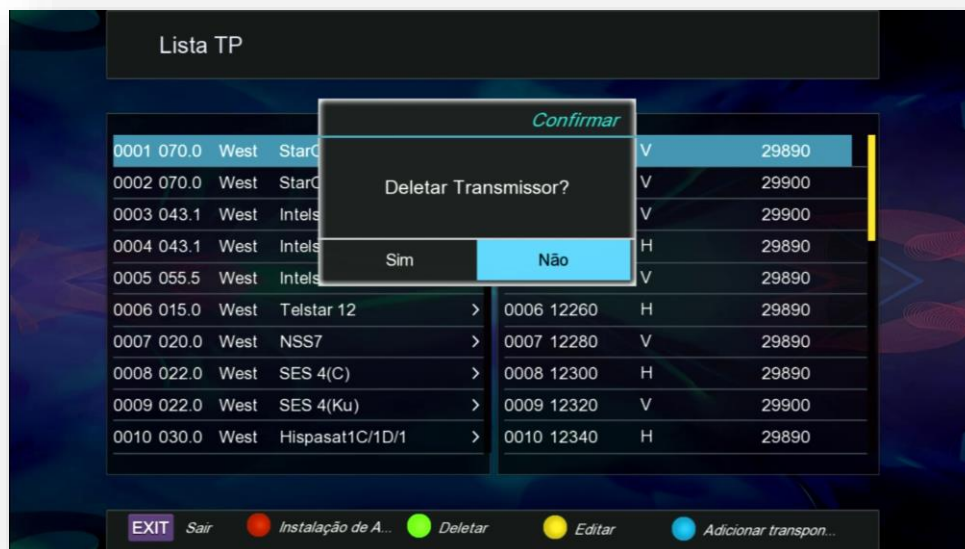 Lista TP
Confirmar
Deletar Transmissor?
Sim
Não
0001 070.0 West V 29890
0002 070.0 West V 29900
0003 043.1 West V 29900
0004 043.1 West H 29890
0005 055.5 West V 29890
0006 015.0 West Telstar 12 > 0006 12260 H 29890
0007 020.0 West NSS7 > 0007 12280 V 29890
0008 022.0 West SES 4(C) > 0008 12300 H 29890
0009 022.0 West SES 4(Ku) > 0009 12320 V 29900
0010 030.0 West Hispasat1C/1D/1 > 0010 12340 H 29890
EXIT Sair Instalação de A... Deletar Editar Adicionar transpon...